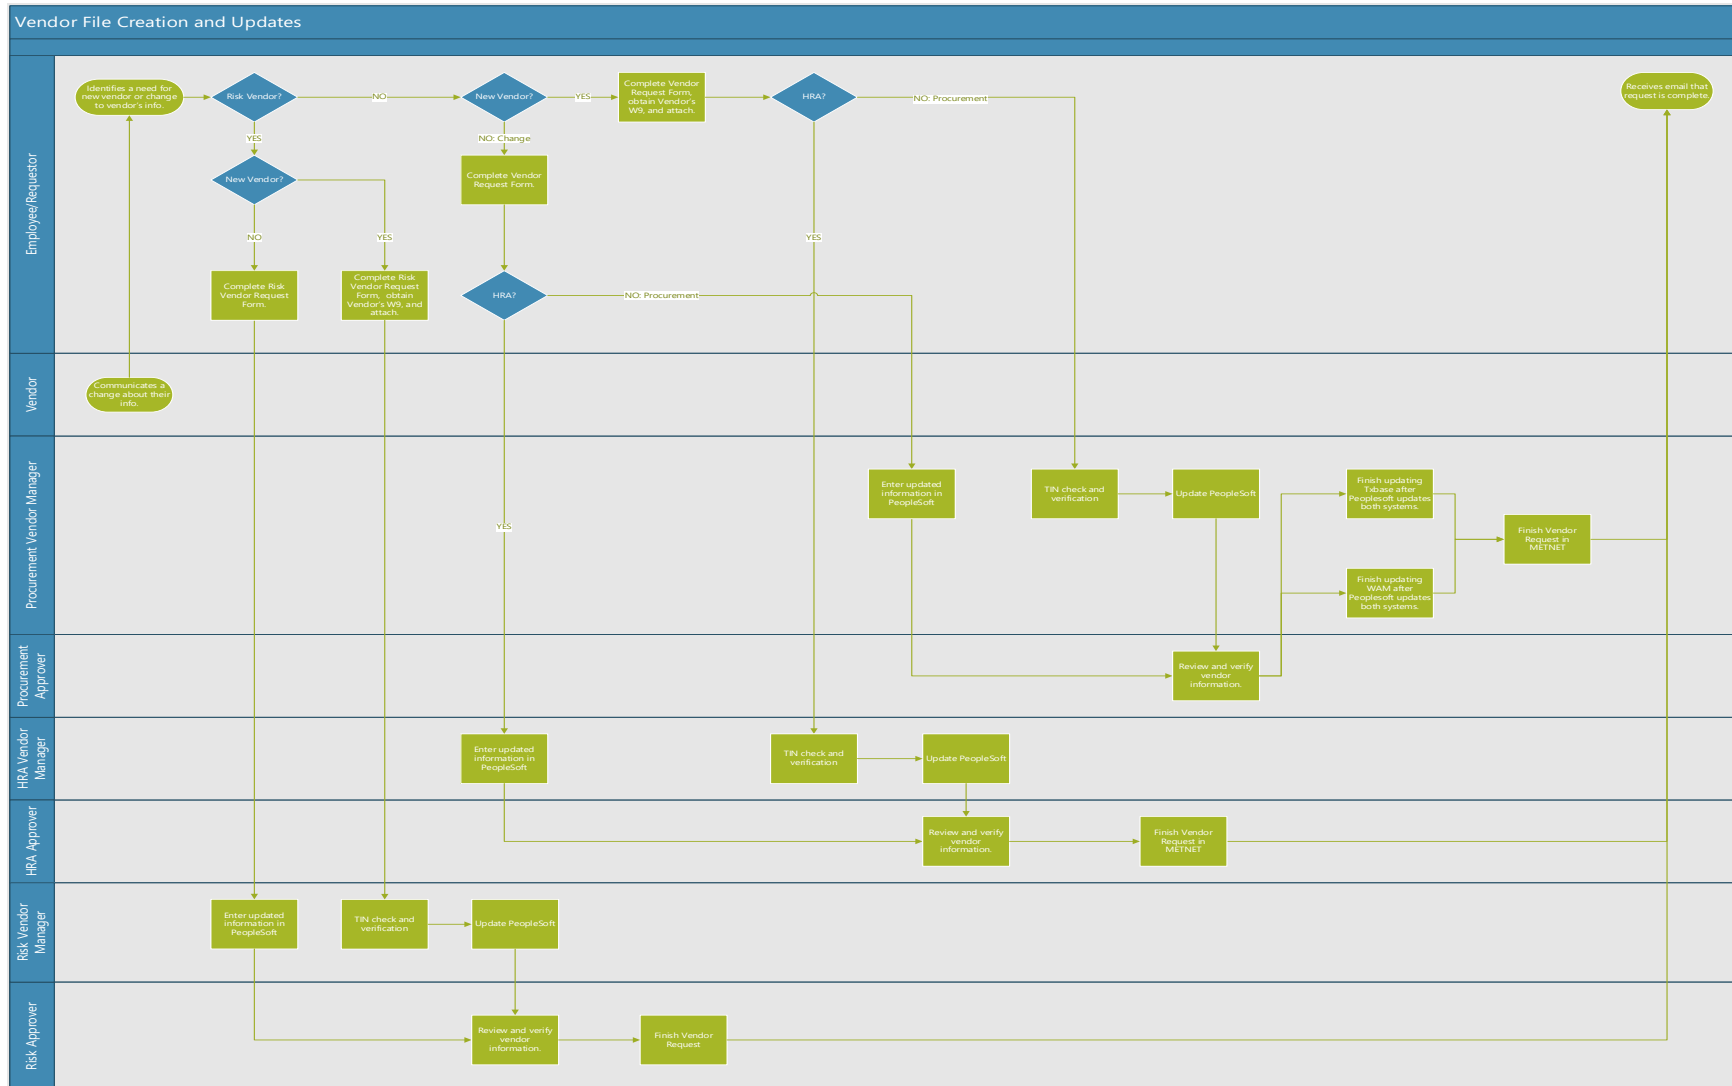 Vendor File Creation and Updates
Employee/Requestor
Identifies a need for
new vendor or change
to vendor's info.
Risk Vendor?
NO
New Vendor?
YES
Complete Vendor
Request Form,
obtain Vendor's
W9, and attach.
HRA?
NO: Procurement
Receives email that
request is complete.
YES
NO: Change
New Vendor?
Complete Vendor
Request Form.
NO
YES
YES
Complete Risk
Vendor Request
Form.
Complete Risk
Vendor Request
Form, obtain
Vendor's W9, and
attach.
HRA?
NO: Procurement
Vendor
Communicates a
change about their
info.
Procurement Vendor Manager
YES
Enter updated
information in
PeopleSoft
TIN check and
verification
Update PeopleSoft
Finish updating
Txbase after
Peoplesoft updates
both systems.
Finish Vendor
Request in
METNET
Finish updating
WAM after
Peoplesoft updates
both systems.
Procurement
Approver
Review and verify
vendor
information.
HRA Vendor
Manager
Enter updated
information in
PeopleSoft
TIN check and
verification
Update PeopleSoft
HRA Approver
Review and verify
vendor
information.
Finish Vendor
Request in
METNET
Risk Vendor
Manager
Enter updated
information in
PeopleSoft
TIN check and
verification
Update PeopleSoft
Risk Approver
Review and verify
vendor
information.
Finish Vendor
Request